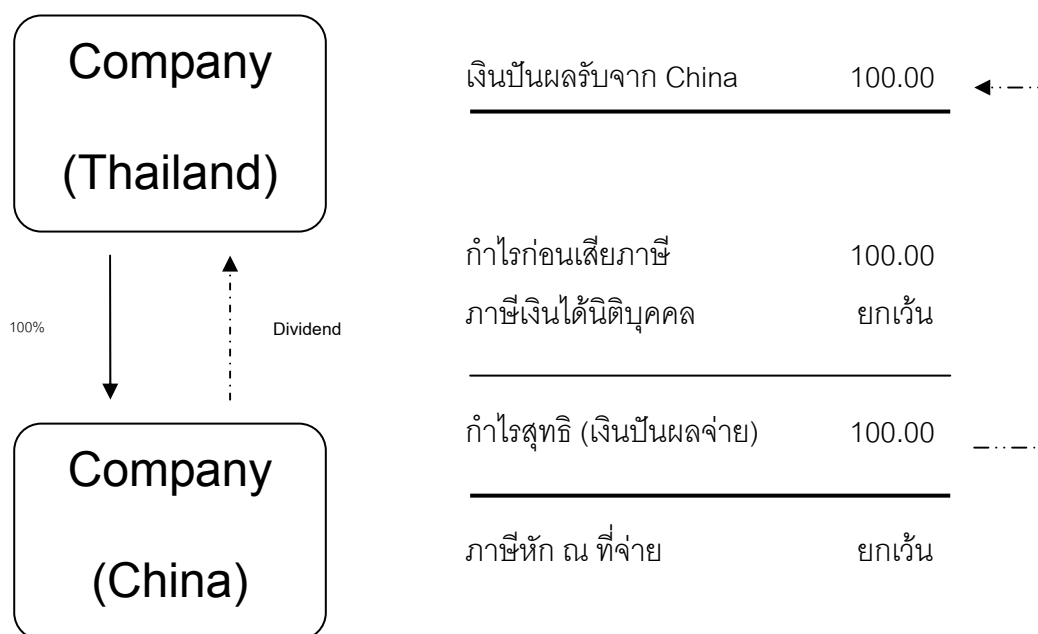 Company
(Thailand)
100%
Dividend
Company
(China)
เงินปันผลรับจาก China 100.00
กำไรก่อนเสียภาษี 100.00
ภาษีเงินได้นิติบุคคล ยกเว้น
กำไรสุทธิ (เงินปันผลจ่าย) 100.00
ภาษีหัก ณ ที่จ่าย ยกเว้น